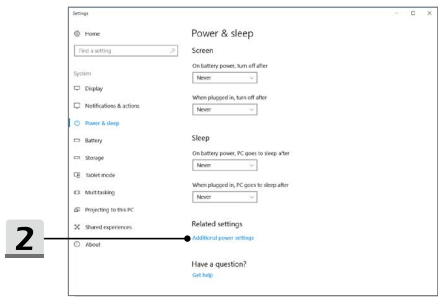 Settings
Home
Find a setting
System
Display
Notifications & actions
Power & sleep
Battery
Storage
Tablet mode
Multitasking
Projecting to this PC
Shared experiences
About
Power & sleep
Screen
On battery power, turn off after
Never
When plugged in, turn off after
Never
Sleep
On battery power, PC goes to sleep after
Never
When plugged in, PC goes to sleep after
Never
Related settings
Additional power settings
Have a question?
Get help
2